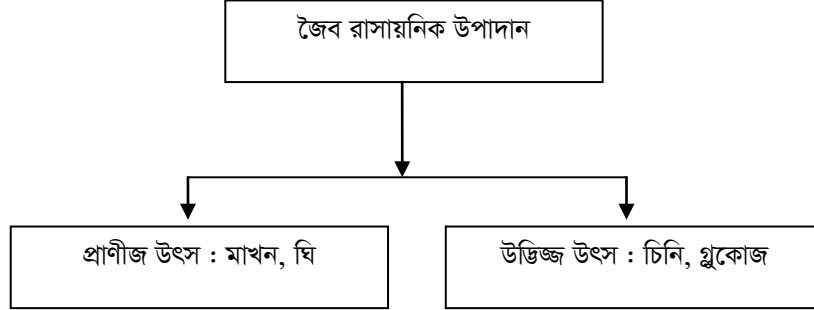 জৈব রাসায়নিক উপাদান
প্রাণীজ উৎস : মাখন, ঘি
উদ্ভিজ্জ উৎস : চিনি, গ্লুকোজ